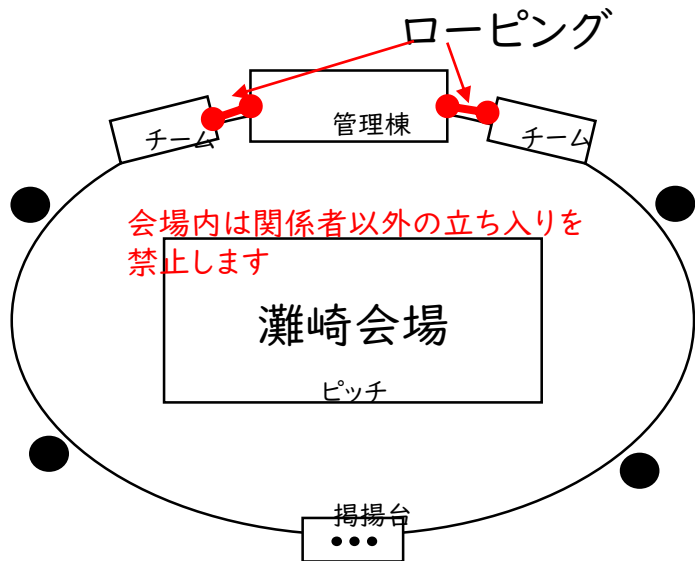 ローピング
管理棟
チーム
チーム
会場内は関係者以外の立ち入りを
禁止します
灘崎会場
ピッチ
掲揚台